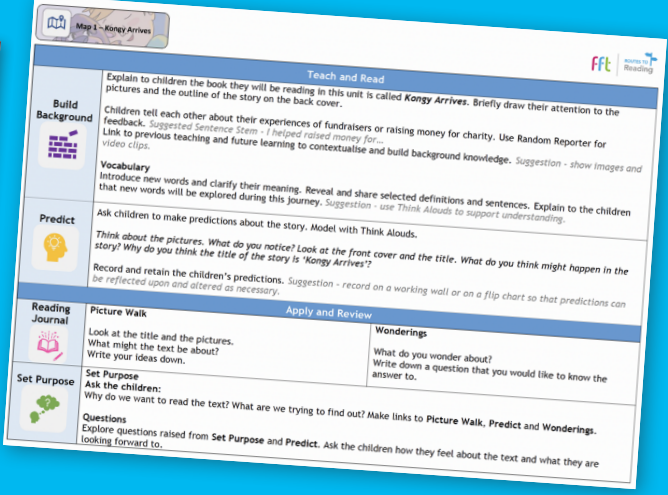 Map 1 – Kongy Arrives
fft
ROUTES TO
Reading
Teach and Read
Build
Background
Explain to children the book they will be reading in this unit is called Kongy Arrives. Briefly draw their attention to the
pictures and the outline of the story on the back cover.
Children tell each other about their experiences of fundraisers or raising money for charity. Use Random Reporter for
feedback. Suggested Sentence Stem - I helped raised money for...
Link to previous teaching and future learning to contextualise and build background knowledge. Suggestion - show images and
video clips.
Vocabulary
Introduce new words and clarify their meaning. Reveal and share selected definitions and sentences. Explain to the children
that new words will be explored during this journey. Suggestion - use Think Alouds to support understanding.
Predict
Ask children to make predictions about the story. Model with Think Alouds.
Think about the pictures. What do you notice? Look at the front cover and the title. What do you think might happen in the
story? Why do you think the title of the story is ‘Kongy Arrives’?
Record and retain the children’s predictions. Suggestion - record on a working wall or on a flip chart so that predictions can
be reflected upon and altered as necessary.
Apply and Review
Reading
Journal
Picture Walk
Look at the title and the pictures.
What might the text be about?
Write your ideas down.
Wonderings
What do you wonder about?
Write down a question that you would like to know the
answer to.
Set Purpose
Set Purpose
Ask the children:
Why do we want to read the text? What are we trying to find out? Make links to Picture Walk, Predict and Wonderings.
Questions
Explore questions raised from Set Purpose and Predict. Ask the children how they feel about the text and what they are
looking forward to.